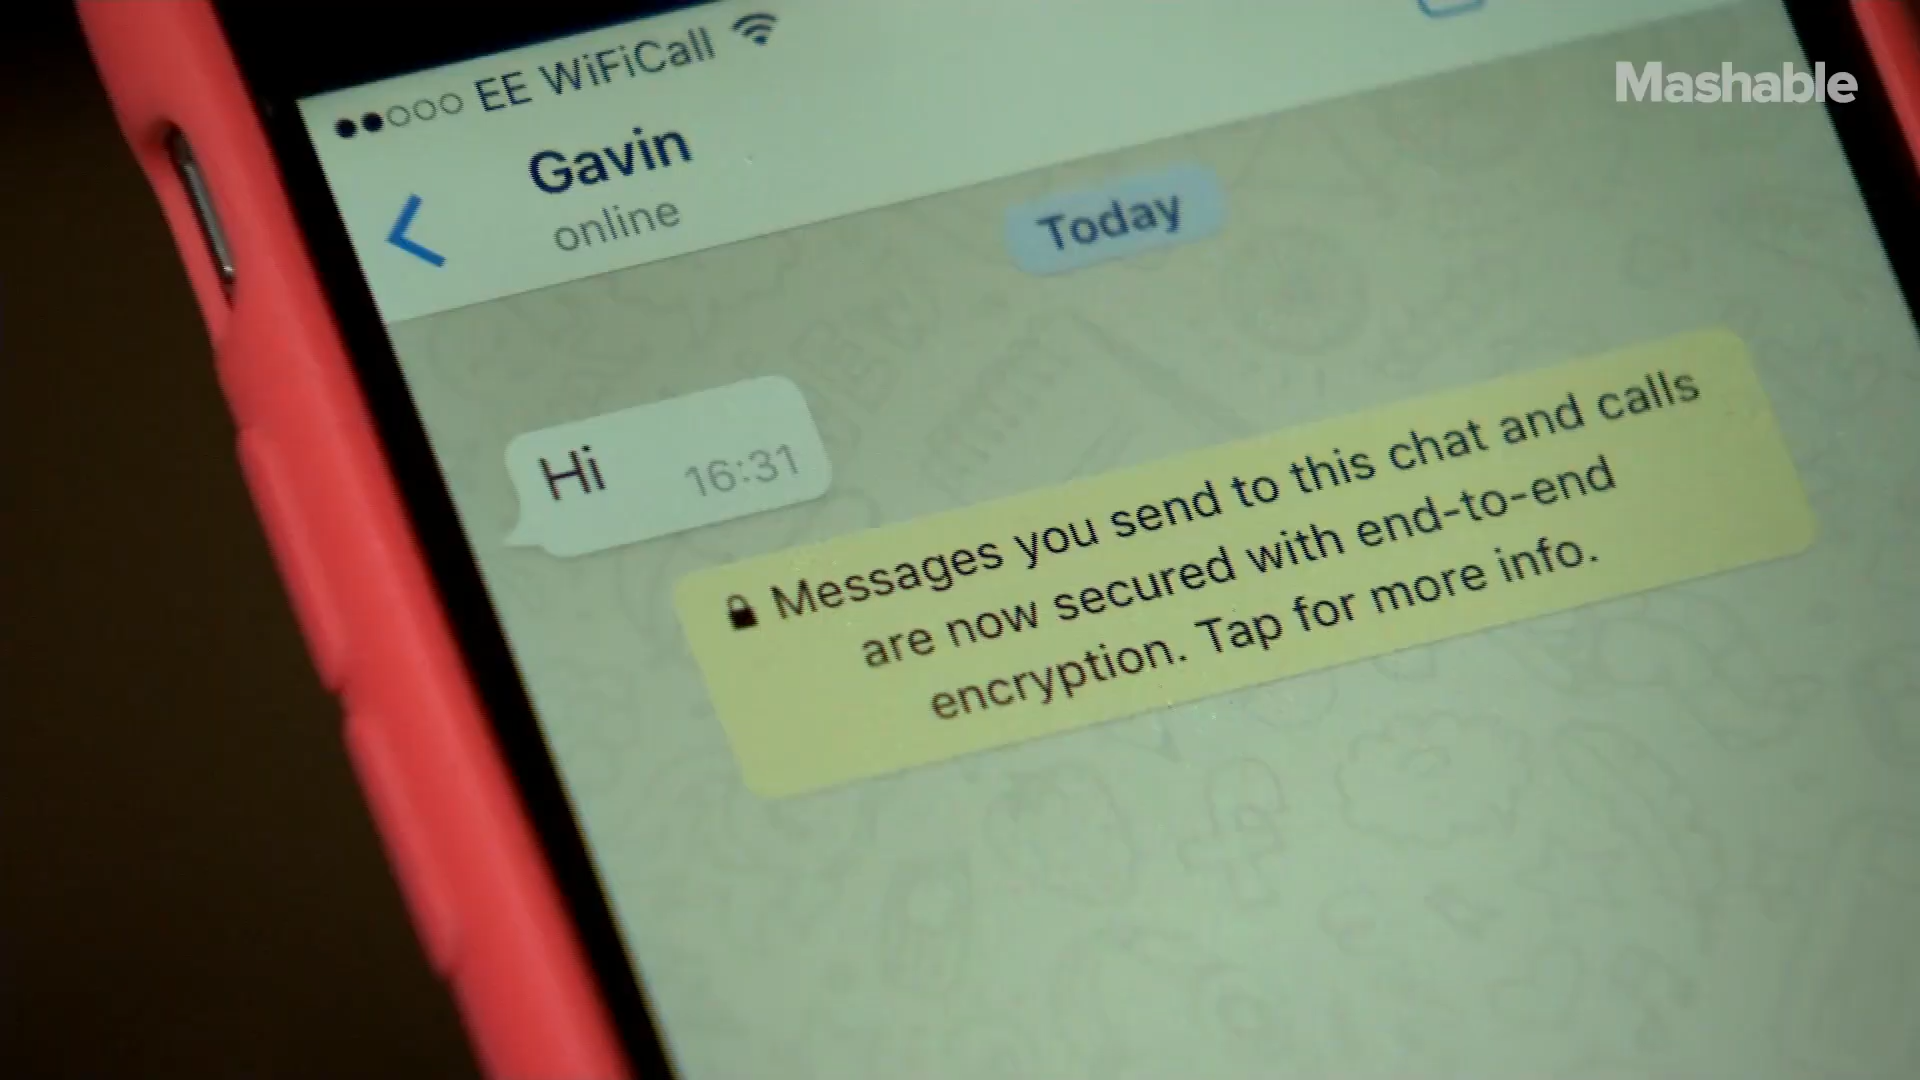 Mashable
EE WiFiCall
Gavin
online
Today
Hi 16:31
Messages you send to this chat and calls
are now secured with end-to-end
encryption. Tap for more info.